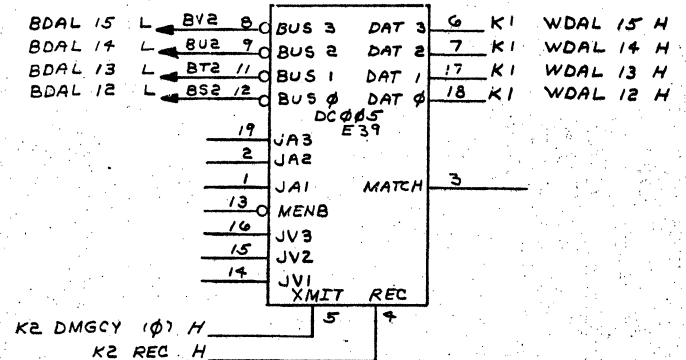 BDAL 15 L BV2 8 BUS 3 DAT 3 6 K1 WDAL 15 H
BDAL 14 L BU2 9 BUS 2 DAT 2 7 K1 WDAL 14 H
BDAL 13 L BT2 11 BUS 1 DAT 1 17 K1 WDAL 13 H
BDAL 12 L BS2 12 BUS Ø DAT Ø 18 K1 WDAL 12 H
DCØØ5
E39
19 JA3
2 JA2
1 JA1 MATCH 3
13 MENB
16 JV3
15 JV2
14 JV1
XMIT REC
5 4
K2 DMGCY (Ø) H
K2 REC H